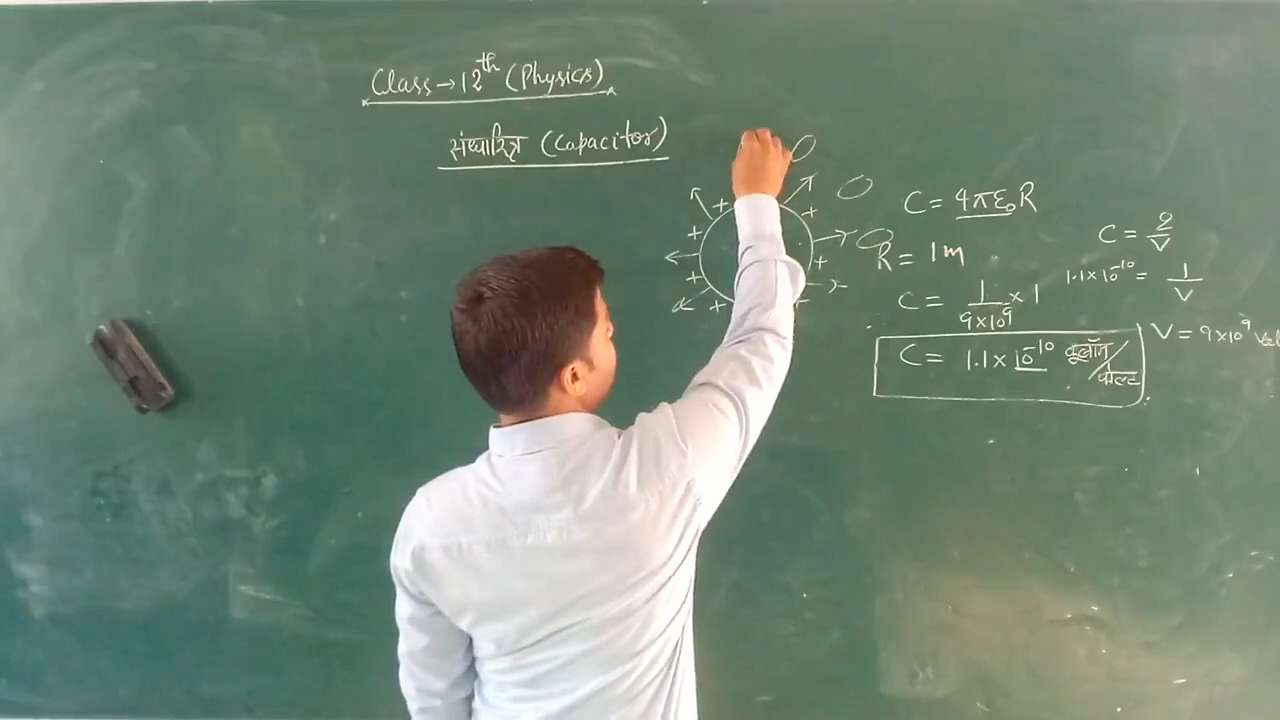 Class→12th (Physics)
संधारित्र (Capacitor)
C = 4πε₀R
R = 1m
C = 1/9×10⁹ × 1
C = 1.1×10⁻¹⁰ कूलॉम/वोल्ट
C = q/V
1.1×10⁻¹⁰ = 1/V
V = 9×10⁹